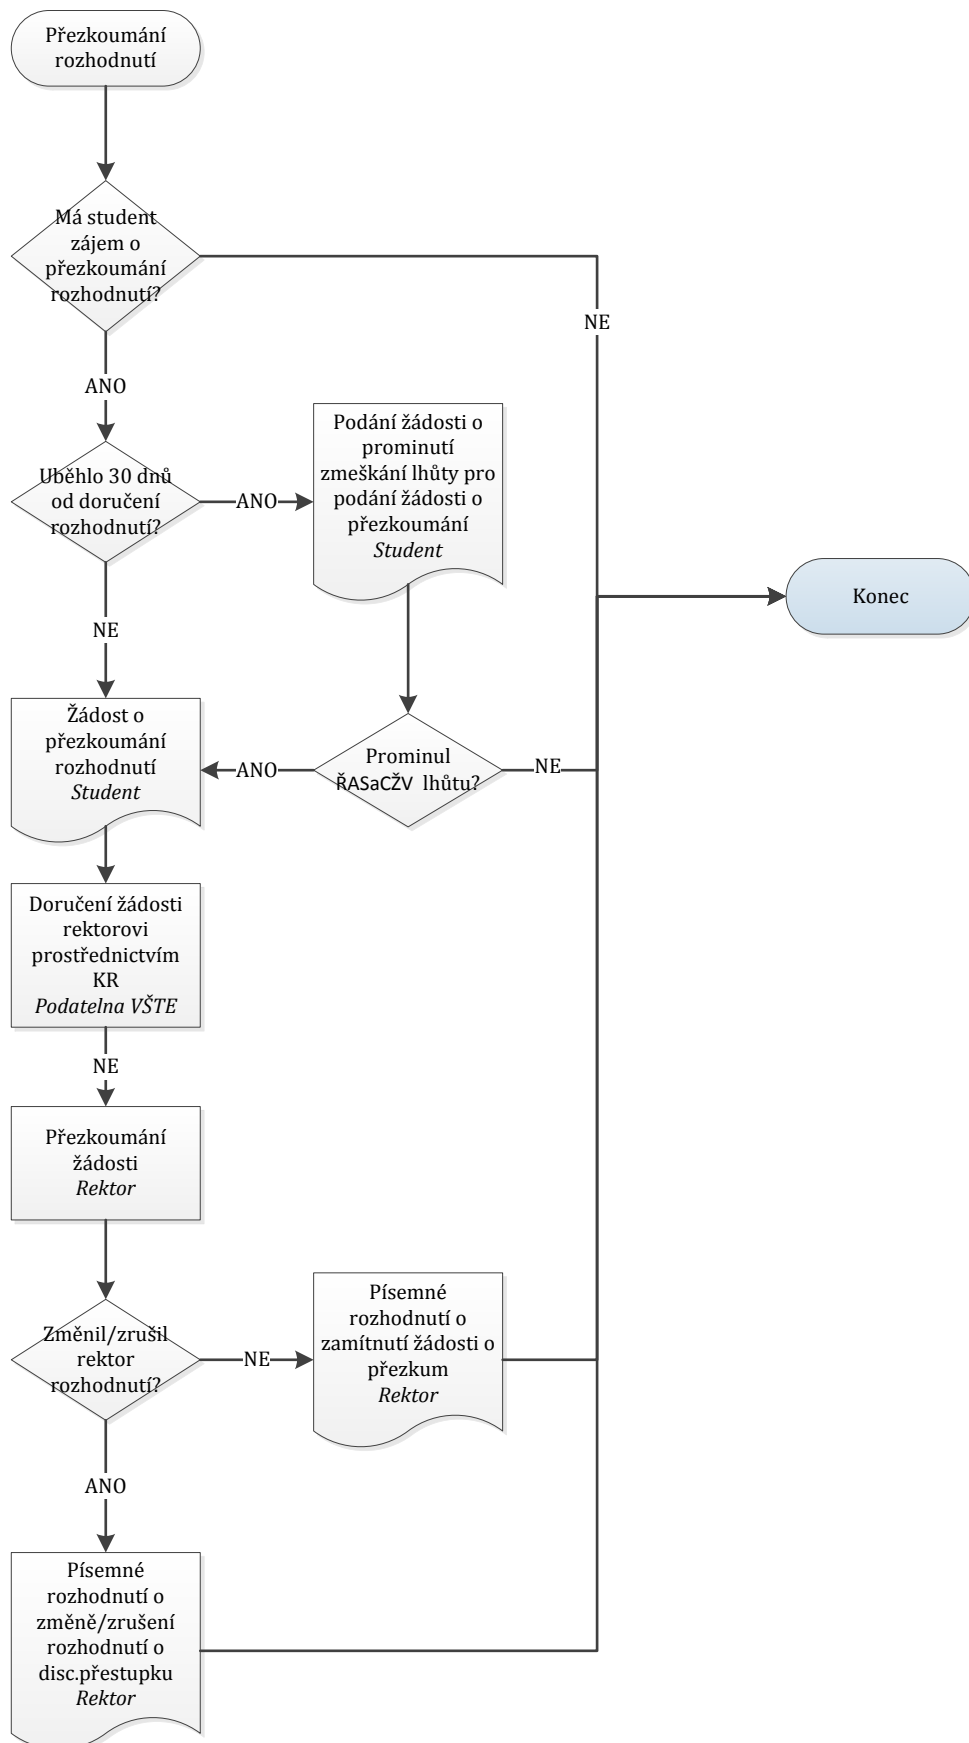 Přezkoumání
rozhodnutí
Má student
zájem o
přezkoumání
rozhodnutí?
NE
ANO
Uběhlo 30 dnů
od doručení
rozhodnutí?
ANO
Podání žádosti o
prominutí
zmeškání lhůty pro
podání žádosti o
přezkoumání
Student
Konec
NE
Žádost o
přezkoumání
rozhodnutí
Student
ANO
Prominul
ŘASaCŽV lhůtu?
NE
Doručení žádosti
rektorovi
prostřednictvím
KR
Podatelna VŠTE
NE
Přezkoumání
žádosti
Rektor
Změnil/zrušil
rektor
rozhodnutí?
NE
Písemné
rozhodnutí o
zamítnutí žádosti o
přezkum
Rektor
ANO
Písemné
rozhodnutí o
změně/zrušení
rozhodnutí o
disc.přestupku
Rektor